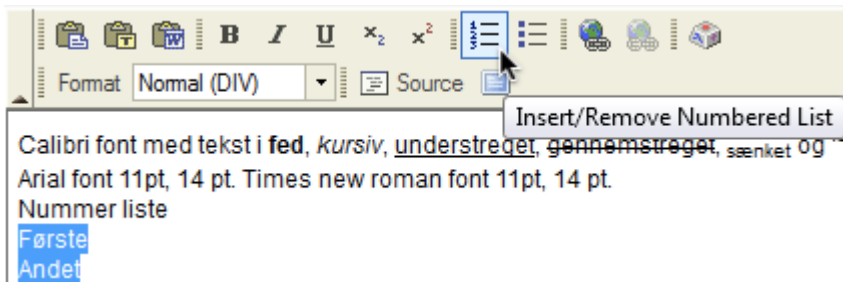 B I U x₂ x²
Format Normal (DIV) Source
Insert/Remove Numbered List
Calibri font med tekst i fed, kursiv, understreget, gennemstreget, sænket og
Arial font 11pt, 14 pt. Times new roman font 11pt, 14 pt.
Nummer liste
Første
Andet